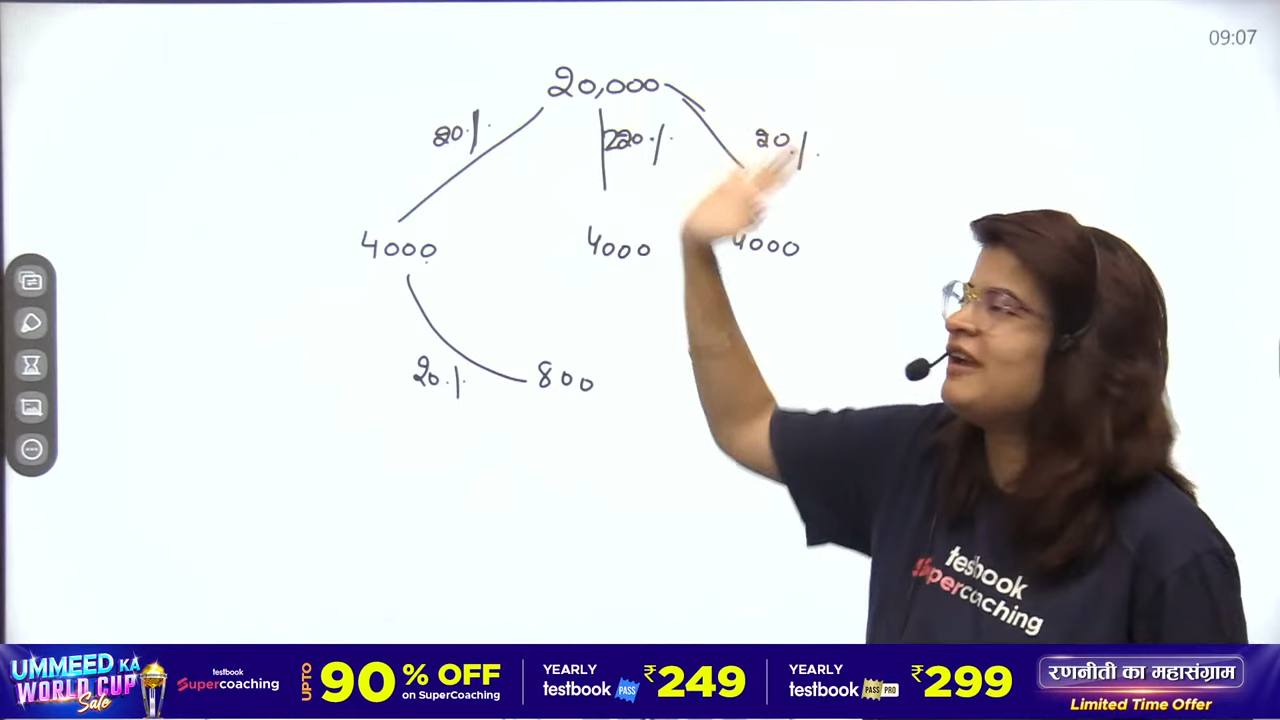 09:07
20,000
20% 220% 20%
4000 4000 4000
20% 800
testbook
Supercoaching
UMMEED KA
WORLD CUP
Sale
testbook
Supercoaching
UPTO 90% OFF
on SuperCoaching
YEARLY
testbook PASS
₹249
YEARLY
testbook PASS PRO
₹299
रणनीती का महासंग्राम
Limited Time Offer